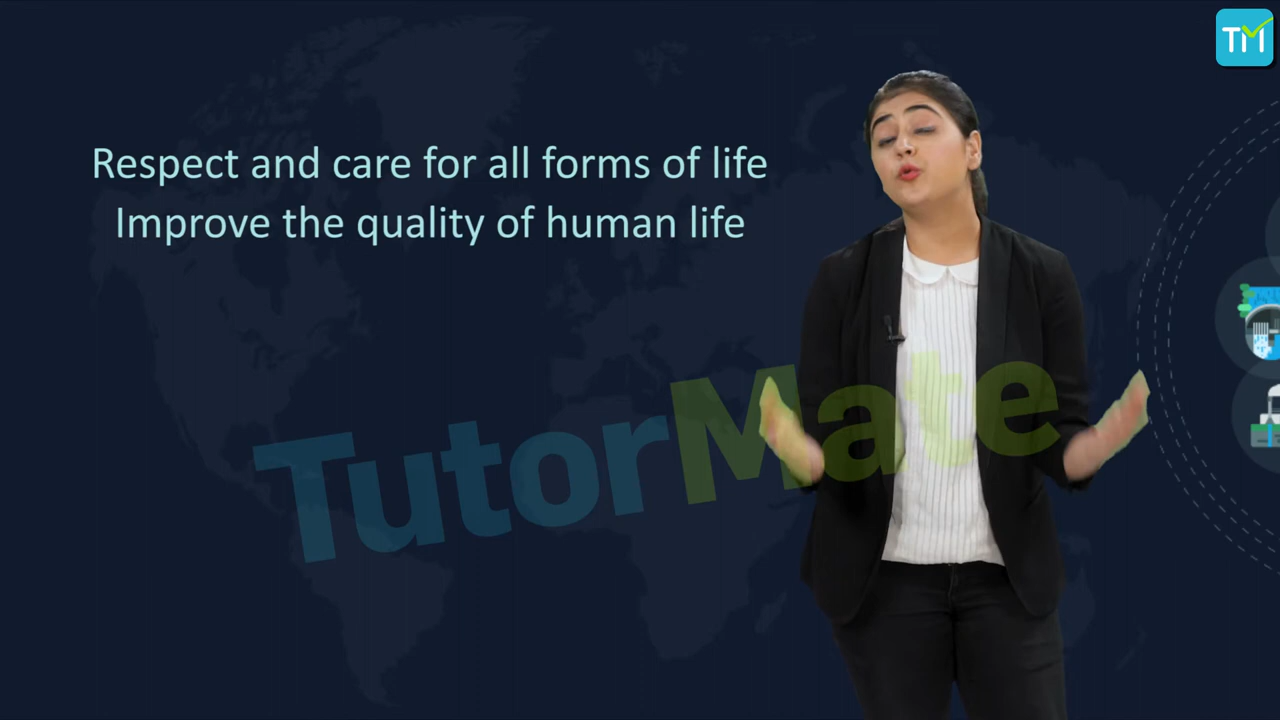 TM
Respect and care for all forms of life
Improve the quality of human life
TutorMate